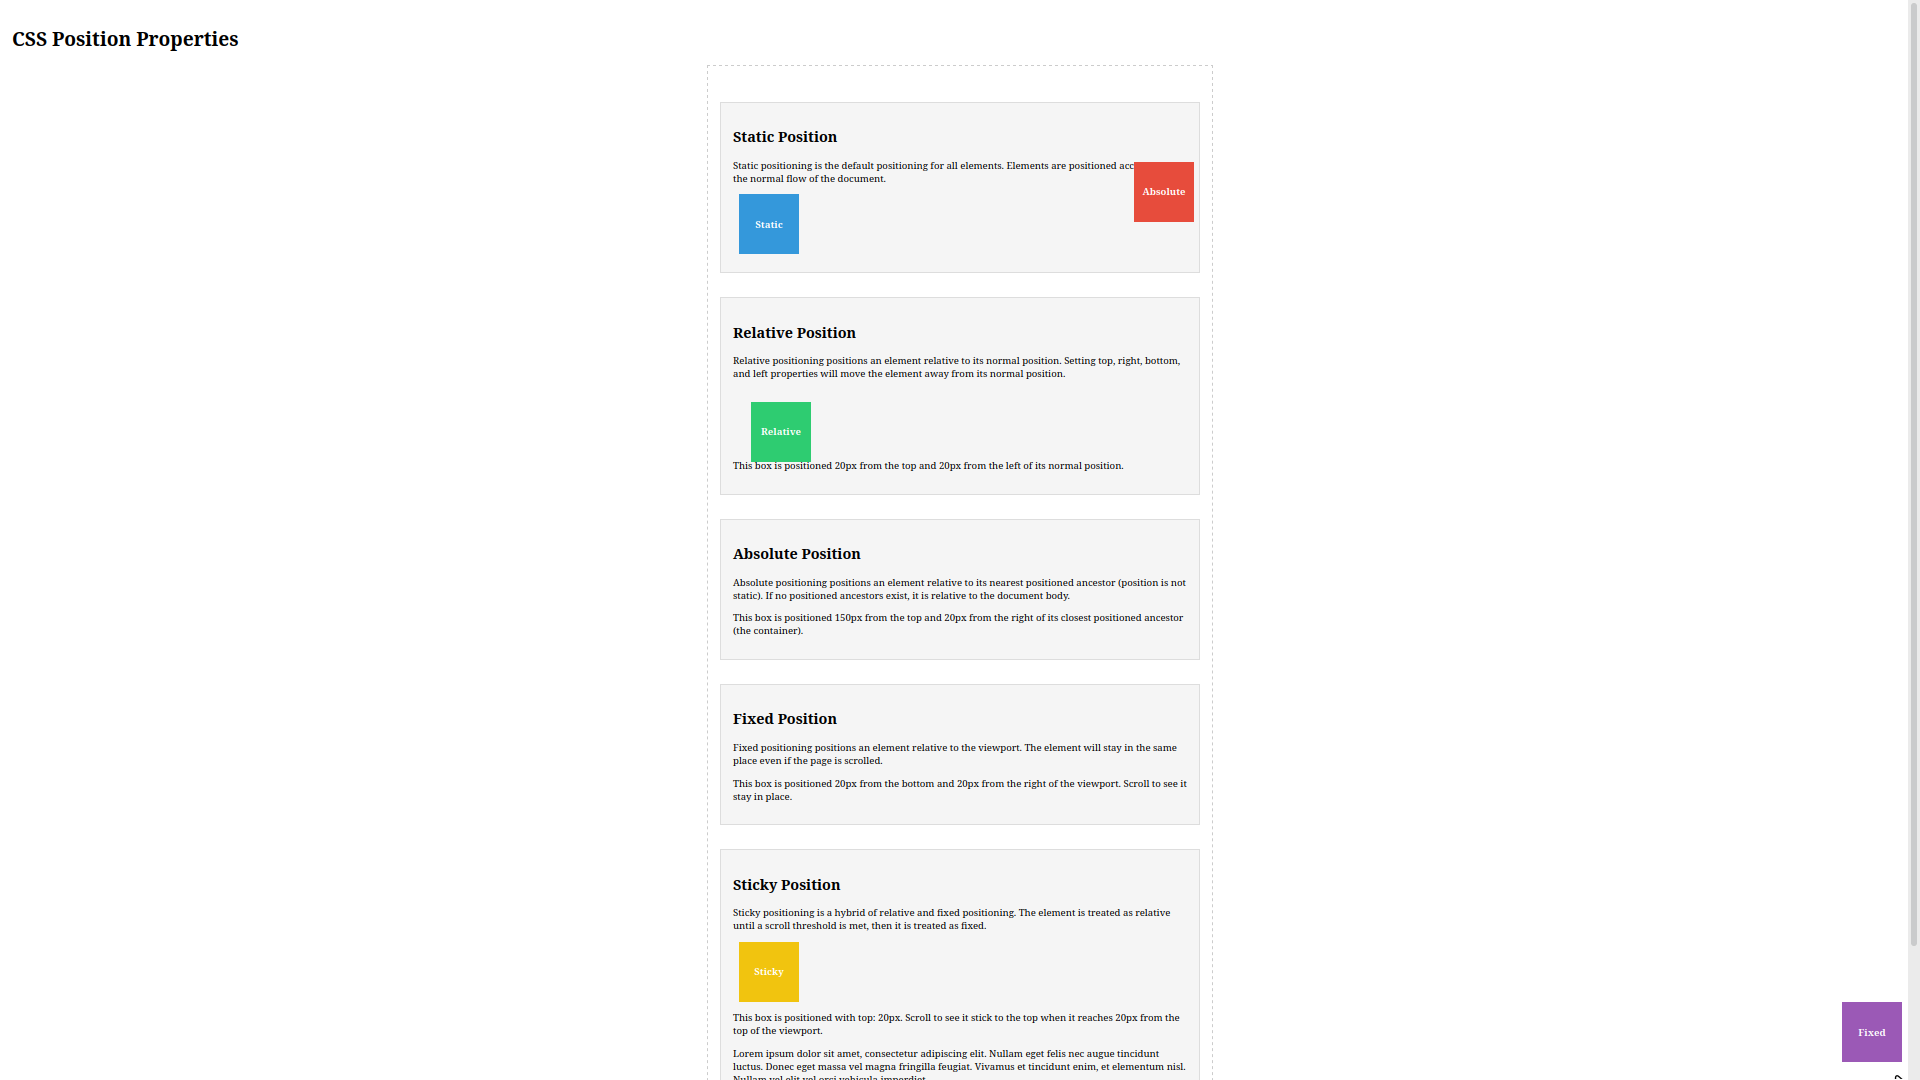 CSS Position Properties
Static Position
Static positioning is the default positioning for all elements. Elements are positioned
the normal flow of the document.
Absolute
Static
Relative Position
Relative positioning positions an element relative to its normal position. Setting top, right, bottom,
and left properties will move the element away from its normal position.
Relative
This box is positioned 20px from the top and 20px from the left of its normal position.
Absolute Position
Absolute positioning positions an element relative to its nearest positioned ancestor (position is not
static). If no positioned ancestors exist, it is relative to the document body.
This box is positioned 150px from the top and 20px from the right of its closest positioned ancestor
(the container).
Fixed Position
Fixed positioning positions an element relative to the viewport. The element will stay in the same
place even if the page is scrolled.
This box is positioned 20px from the bottom and 20px from the right of the viewport. Scroll to see it
stay in place.
Sticky Position
Sticky positioning is a hybrid of relative and fixed positioning. The element is treated as relative
until a scroll threshold is met, then it is treated as fixed.
Sticky
This box is positioned with top: 20px. Scroll to see it stick to the top when it reaches 20px from the
top of the viewport.
Fixed
Lorem ipsum dolor sit amet, consectetur adipiscing elit. Nullam eget felis nec augue tincidunt
luctus. Donec eget massa vel magna fringilla feugiat. Vivamus et tincidunt enim, et elementum nisl.
Nullam vel elit vel orci vehicula imperdiet.